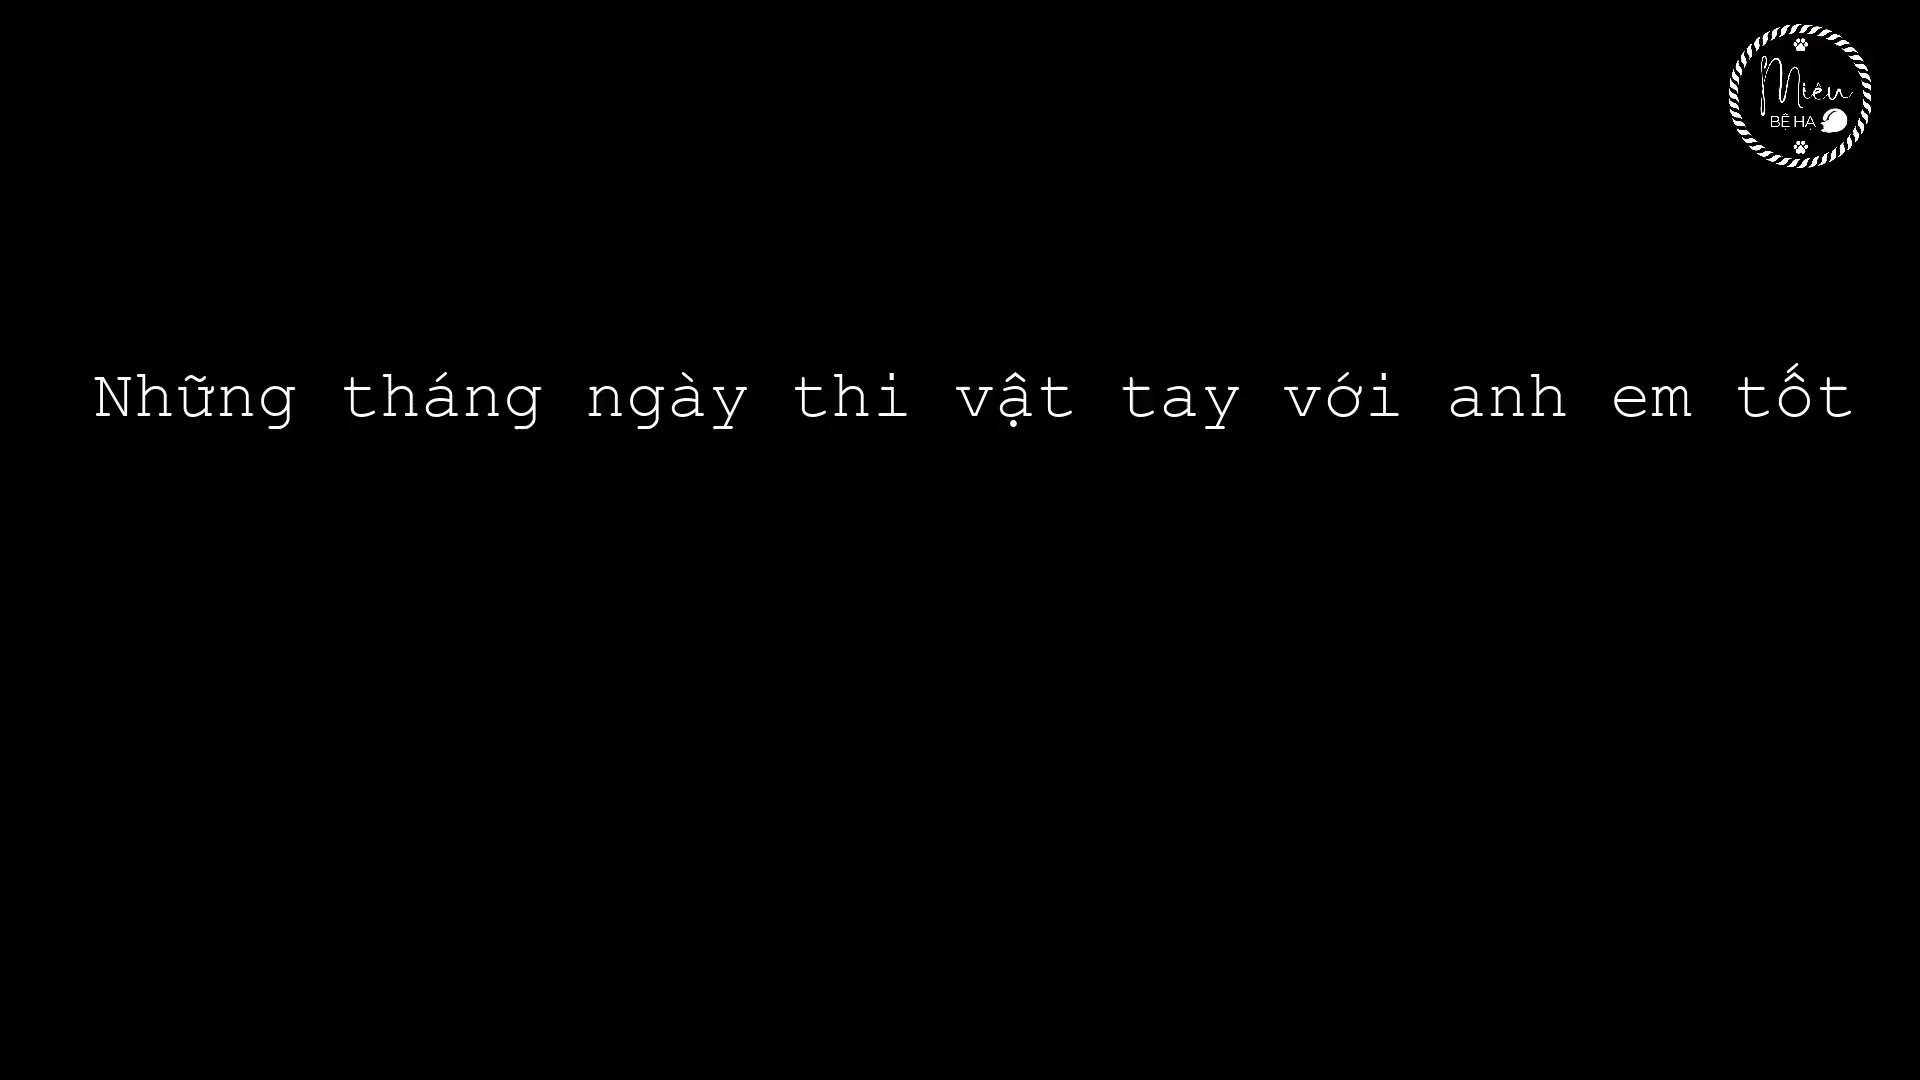 Miêu
BỆ HẠ
Những tháng ngày thi vật tay với anh em tốt